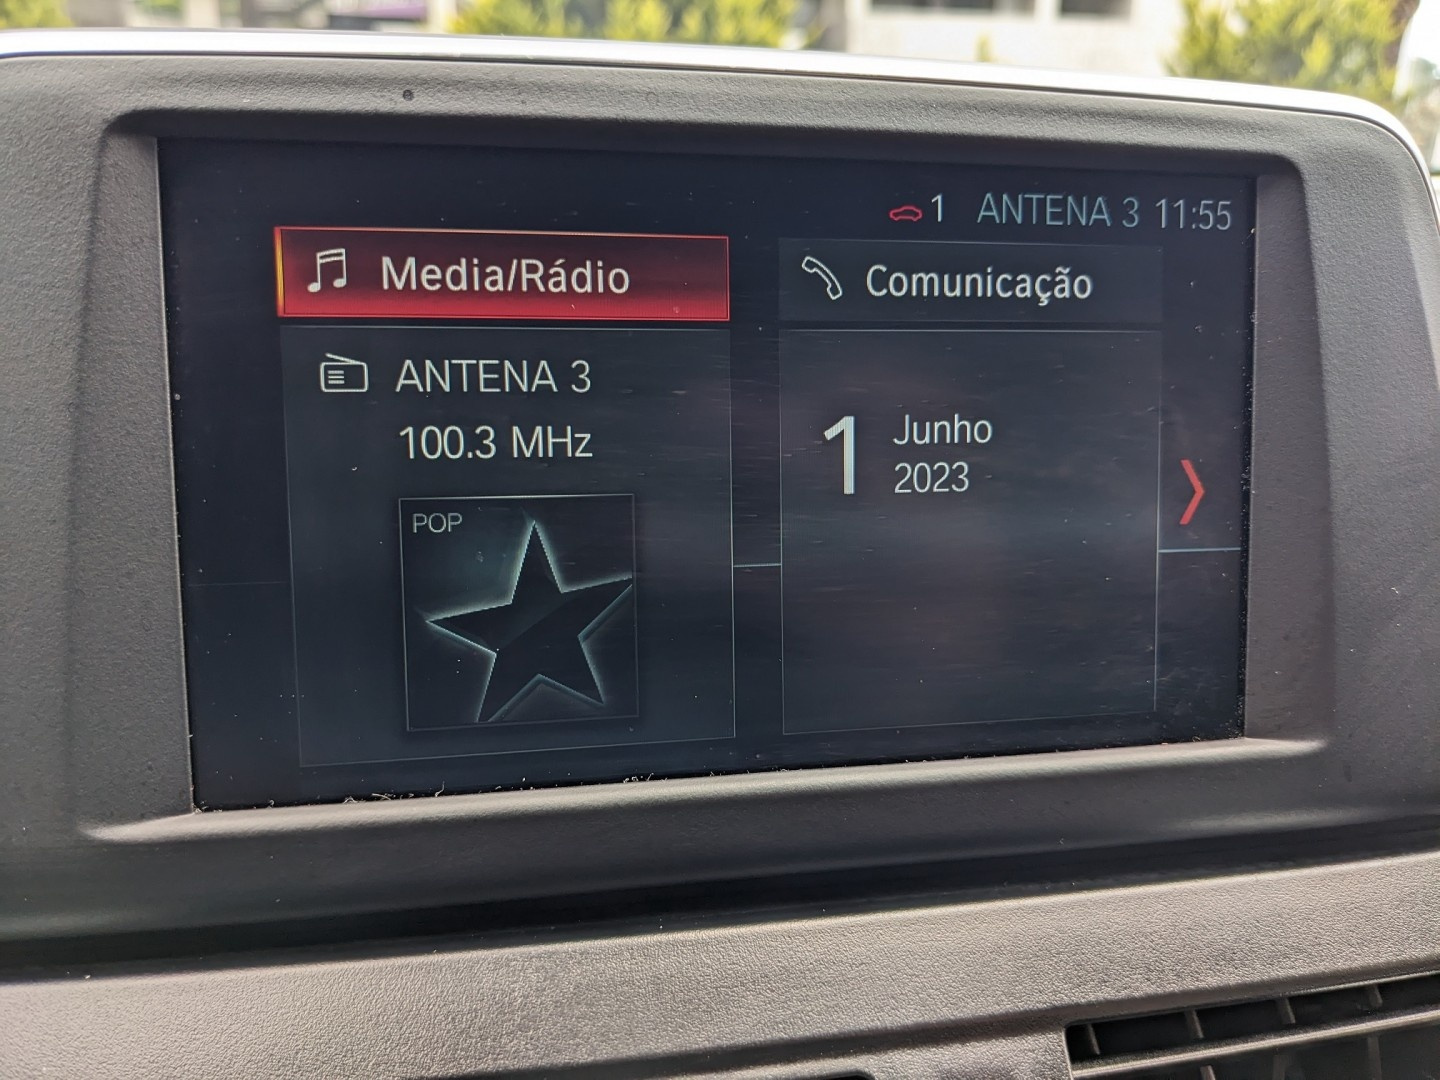 1 ANTENA 3 11:55
Media/Rádio
ANTENA 3
100.3 MHz
POP
Comunicação
1
Junho
2023